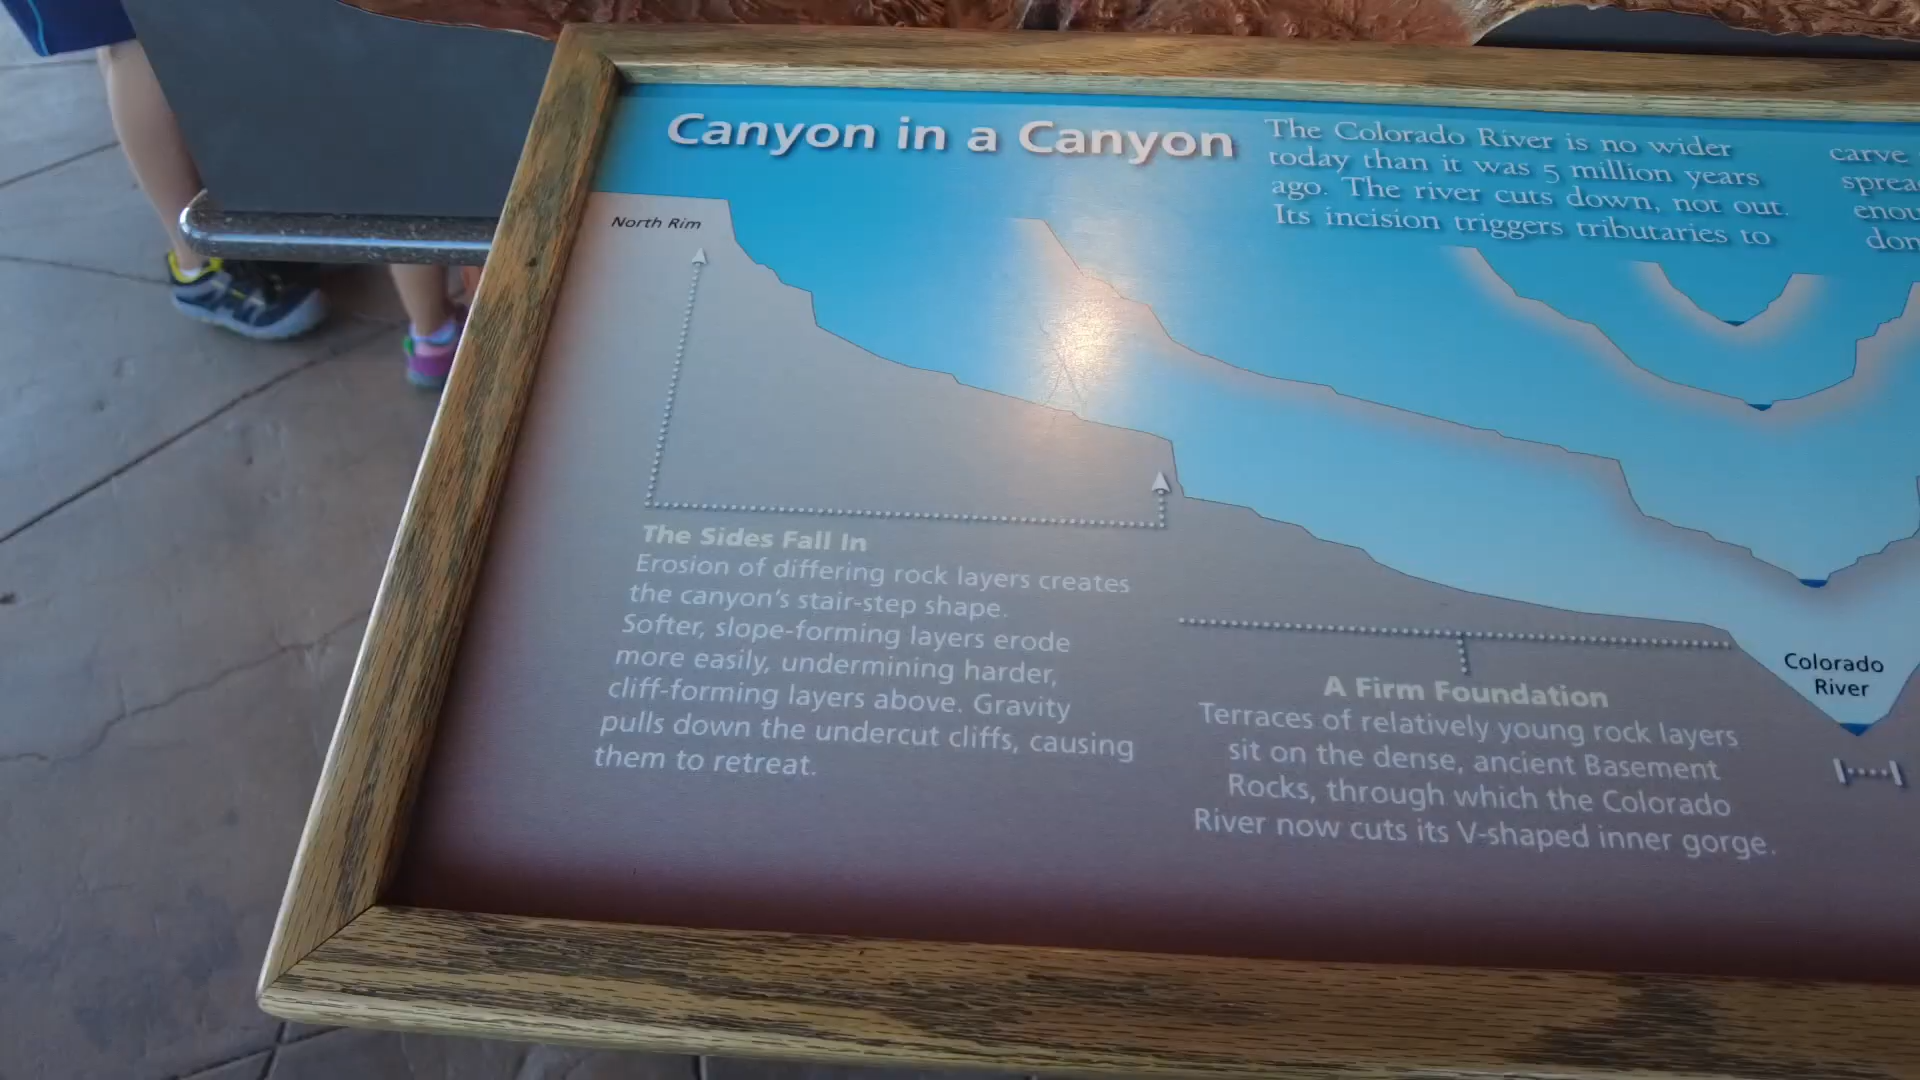 Canyon in a Canyon
The Colorado River is no wider
today than it was 5 million years
ago. The river cuts down, not out.
Its incision triggers tributaries to
carve
enou
North Rim
The Sides Fall In
Erosion of differing rock layers creates
the canyon's stair-step shape.
Softer, slope-forming layers erode
more easily, undermining harder,
cliff-forming layers above. Gravity
pulls down the undercut cliffs, causing
them to retreat.
A Firm Foundation
Terraces of relatively young rock layers
sit on the dense, ancient Basement
Rocks, through which the Colorado
River now cuts its V-shaped inner gorge.
Colorado
River